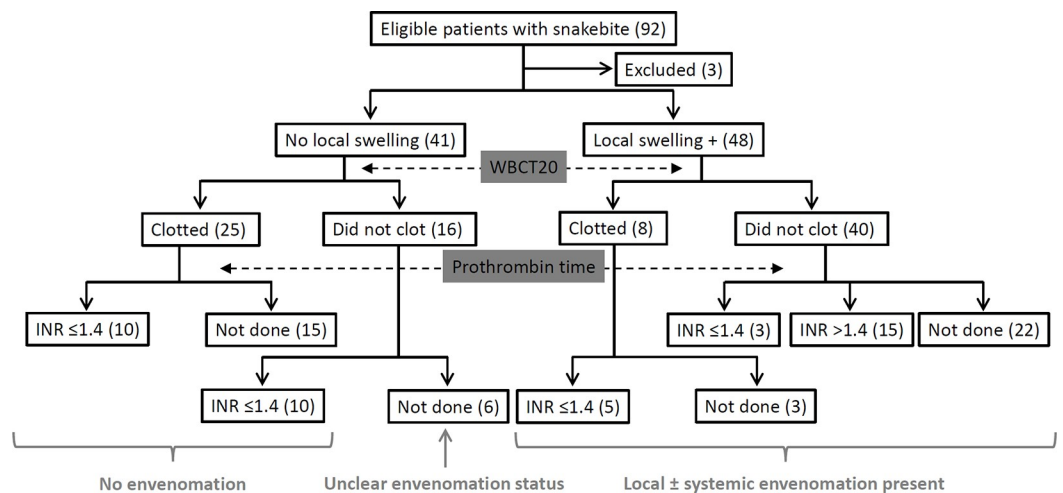 Eligible patients with snakebite (92)
Excluded (3)
No local swelling (41)
Local swelling + (48)
WBCT20
Clotted (25)
Did not clot (16)
Clotted (8)
Did not clot (40)
Prothrombin time
INR ≤1.4 (10)
Not done (15)
INR ≤1.4 (3)
INR >1.4 (15)
Not done (22)
INR ≤1.4 (10)
Not done (6)
INR ≤1.4 (5)
Not done (3)
No envenomation
Unclear envenomation status
Local ± systemic envenomation present